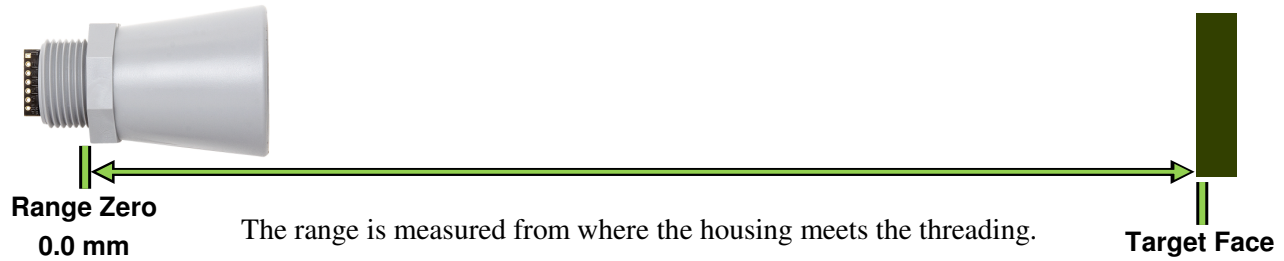 Range Zero
0.0 mm
The range is measured from where the housing meets the threading.
Target Face